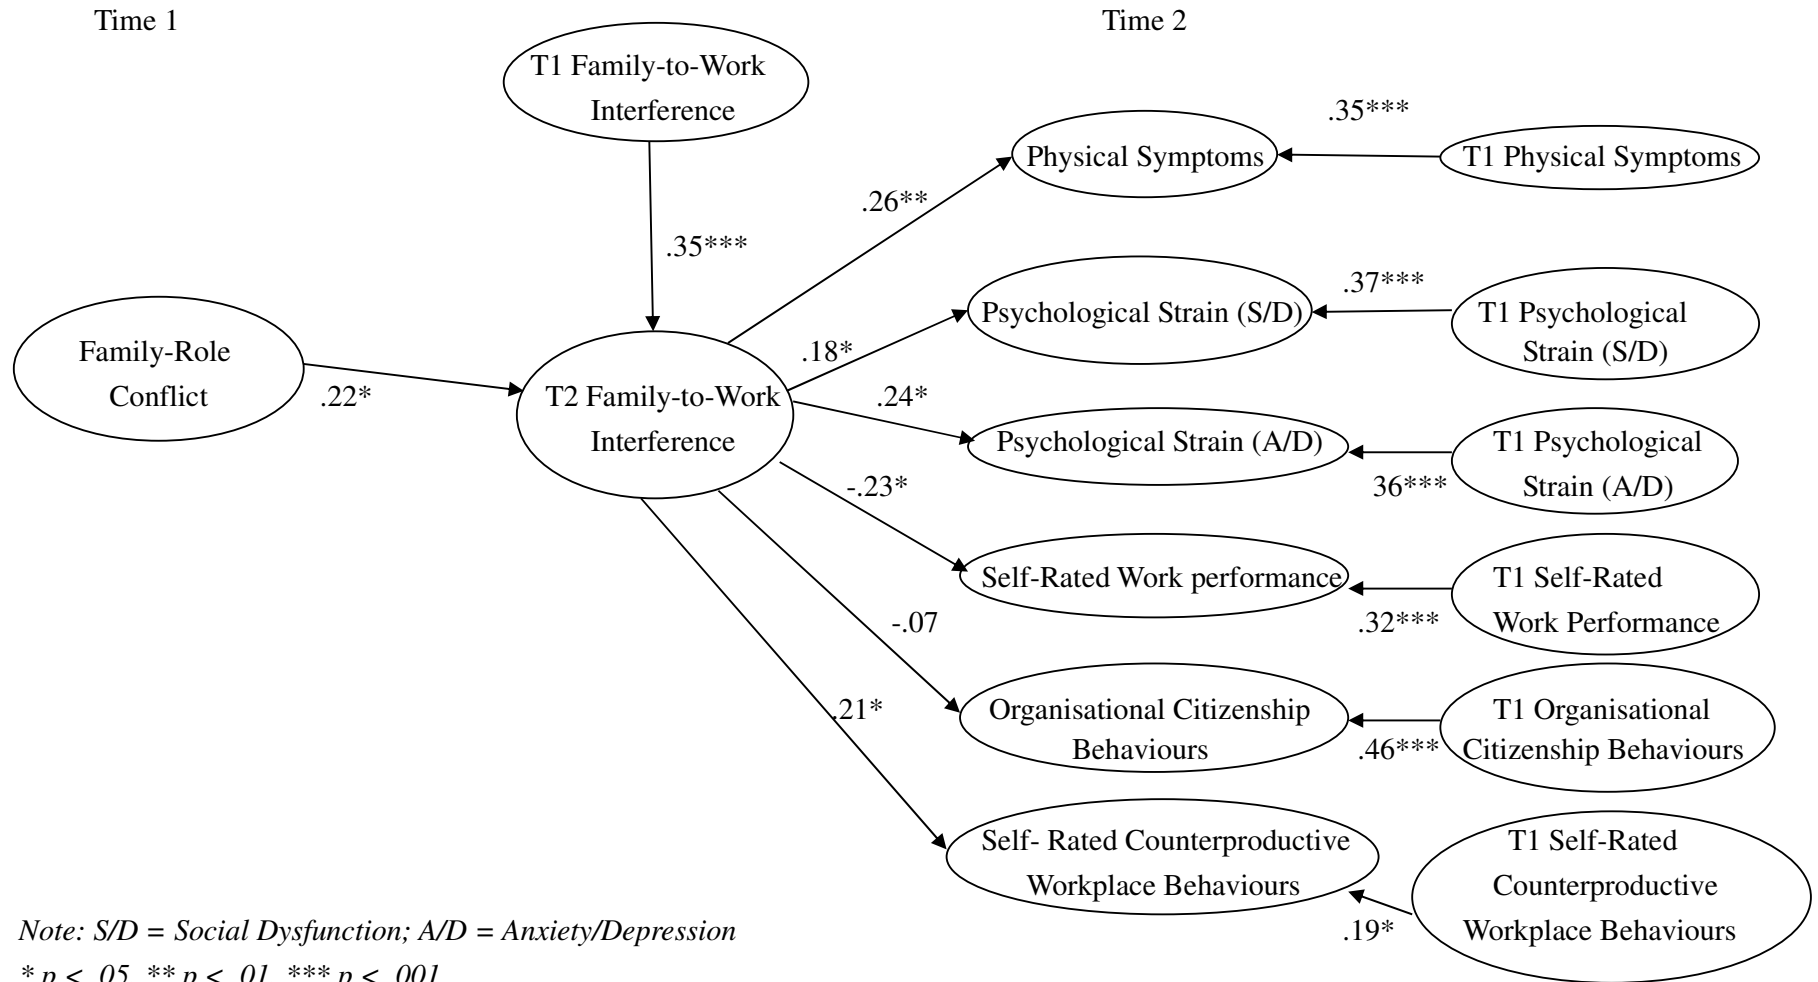 Time 1
Time 2
T1 Family-to-Work
Interference
.35***
Physical Symptoms
T1 Physical Symptoms
.26**
.35***
.37***
Psychological Strain (S/D)
T1 Psychological
Strain (S/D)
Family-Role
Conflict
.22*
T2 Family-to-Work
Interference
.18*
.24*
Psychological Strain (A/D)
T1 Psychological
Strain (A/D)
36***
-.23*
Self-Rated Work performance
T1 Self-Rated
Work Performance
.32***
-.07
Organisational Citizenship
Behaviours
T1 Organisational
Citizenship Behaviours
.46***
.21*
Self- Rated Counterproductive
Workplace Behaviours
T1 Self-Rated
Counterproductive
Workplace Behaviours
.19*
Note: S/D = Social Dysfunction; A/D = Anxiety/Depression
* p < .05, ** p < .01, *** p < .001